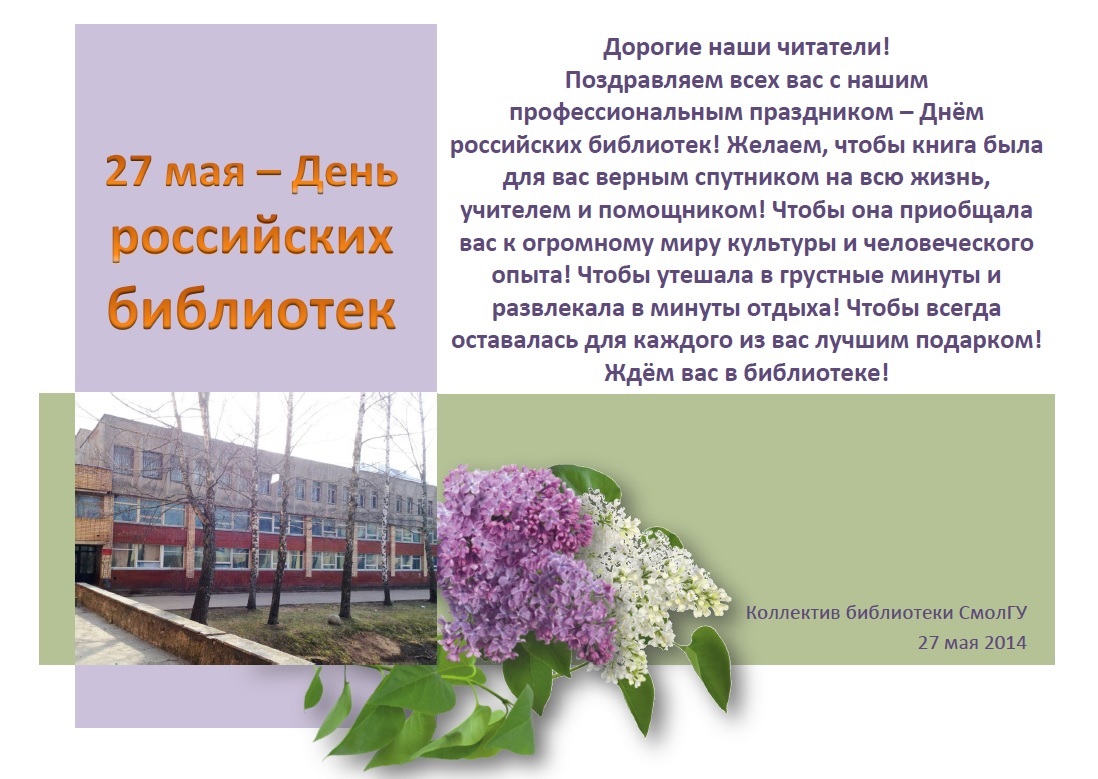 27 мая – День
российских
библиотек
Дорогие наши читатели!
Поздравляем всех вас с нашим
профессиональным праздником – Днём
российских библиотек! Желаем, чтобы книга была
для вас верным спутником на всю жизнь,
учителем и помощником! Чтобы она приобщала
вас к огромному миру культуры и человеческого
опыта! Чтобы утешала в грустные минуты и
развлекала в минуты отдыха! Чтобы всегда
оставалась для каждого из вас лучшим подарком!
Ждём вас в библиотеке!
Коллектив библиотеки СмолГУ
27 мая 2014